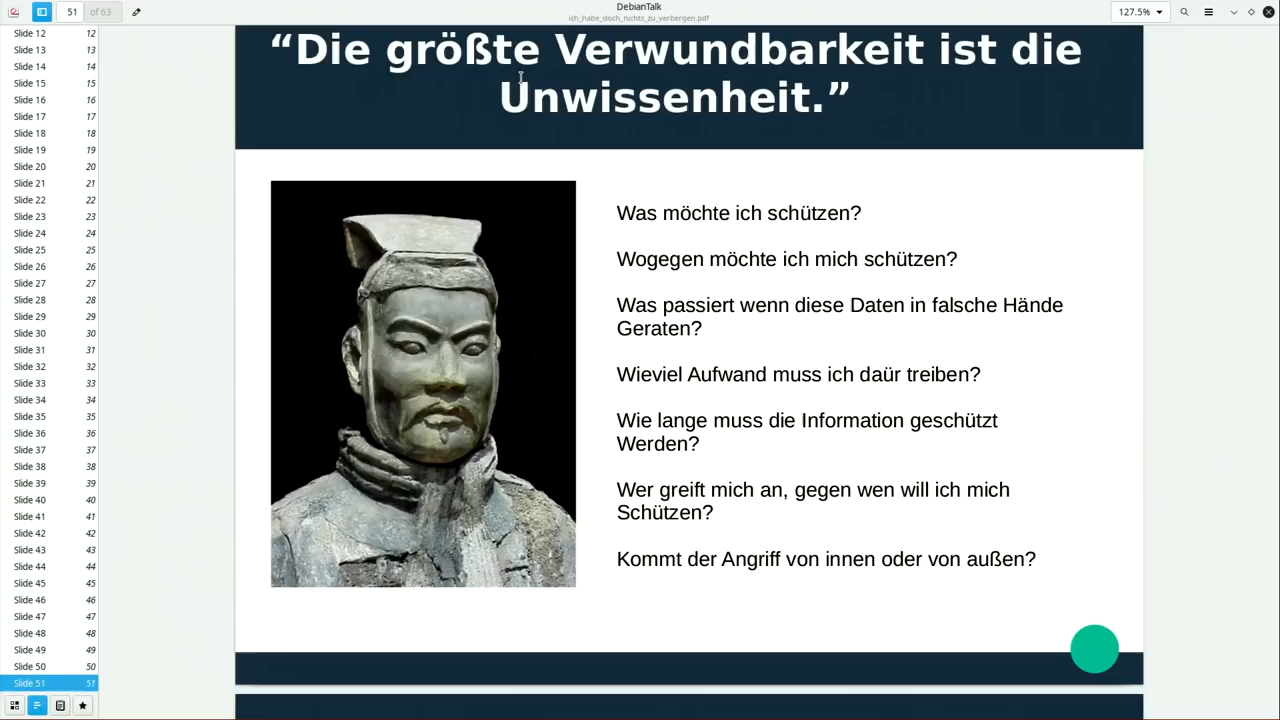 DebianTalk
ich_habe_doch_nichts_zu_verbergen.pdf
51 of 63
127.5%
Slide 12 12
Slide 13 13
Slide 14 14
Slide 15 15
Slide 16 16
Slide 17 17
Slide 18 18
Slide 19 19
Slide 20 20
Slide 21 21
Slide 22 22
Slide 23 23
Slide 24 24
Slide 25 25
Slide 26 26
Slide 27 27
Slide 28 28
Slide 29 29
Slide 30 30
Slide 31 31
Slide 32 32
Slide 33 33
Slide 34 34
Slide 35 35
Slide 36 36
Slide 37 37
Slide 38 38
Slide 39 39
Slide 40 40
Slide 41 41
Slide 42 42
Slide 43 43
Slide 44 44
Slide 45 45
Slide 46 46
Slide 47 47
Slide 48 48
Slide 49 49
Slide 50 50
Slide 51 51
“Die größte Verwundbarkeit ist die
Unwissenheit.”
Was möchte ich schützen?
Wogegen möchte ich mich schützen?
Was passiert wenn diese Daten in falsche Hände
Geraten?
Wieviel Aufwand muss ich daür treiben?
Wie lange muss die Information geschützt
Werden?
Wer greift mich an, gegen wen will ich mich
Schützen?
Kommt der Angriff von innen oder von außen?